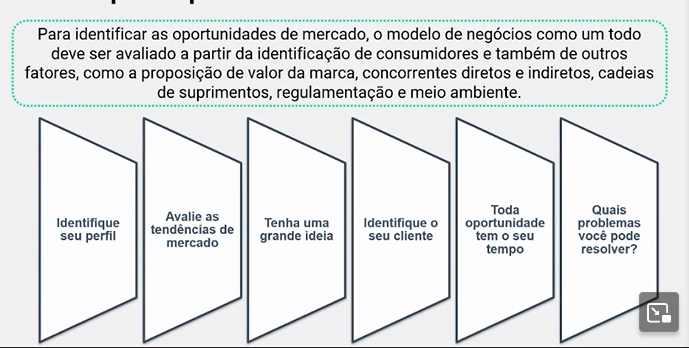 Para identificar as oportunidades de mercado, o modelo de negócios como um todo
deve ser avaliado a partir da identificação de consumidores e também de outros
fatores, como a proposição de valor da marca, concorrentes diretos e indiretos, cadeias
de suprimentos, regulamentação e meio ambiente.
Identifique
seu perfil
Avalie as
tendências de
mercado
Tenha uma
grande ideia
Identifique o
seu cliente
Toda
oportunidade
tem o seu
tempo
Quais
problemas
você pode
resolver?